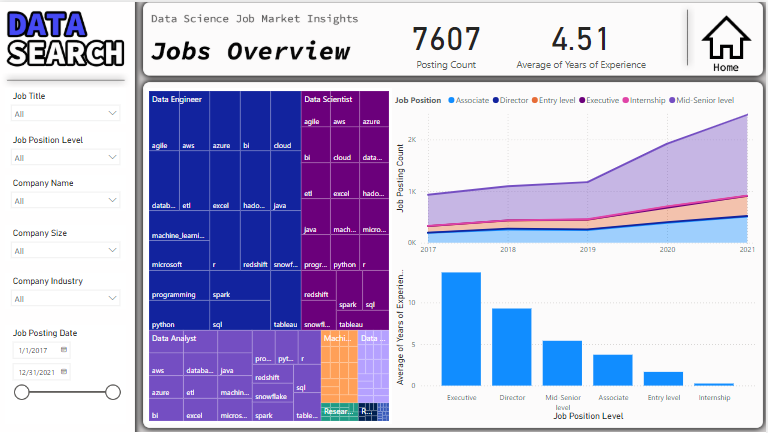 DATA
SEARCH
Data Science Job Market Insights
Jobs Overview
7607
Posting Count
4.51
Average of Years of Experience
Home
Job Title
All
Job Position Level
All
Company Name
All
Company Size
All
Company Industry
All
Job Posting Date
1/1/2017
12/31/2021
Data Engineer
agile aws azure bi cloud
datab... etl excel hado... java
machine_learni...
microsoft r redshift snowf...
programming spark
python sql tableau
Data Scientist
agile aws azure
bi cloud data...
etl excel hado...
java mach... micro...
progr... python r
redshift spark sql
snowfl... tableau
Data Analyst
aws databa... java pro... pyt... r
azure etl machin... redshift sql
bi excel micros... snowflake
spark table...
Machi...
Data ...
Resear...
R...
Job Position Associate Director Entry level Executive Internship Mid-Senior level
Job Posting Count
2K
1K
0K
2017 2018 2019 2020 2021
Average of Years of Experien...
10
5
0
Executive Director Mid-Senior level Associate Entry level Internship
Job Position Level